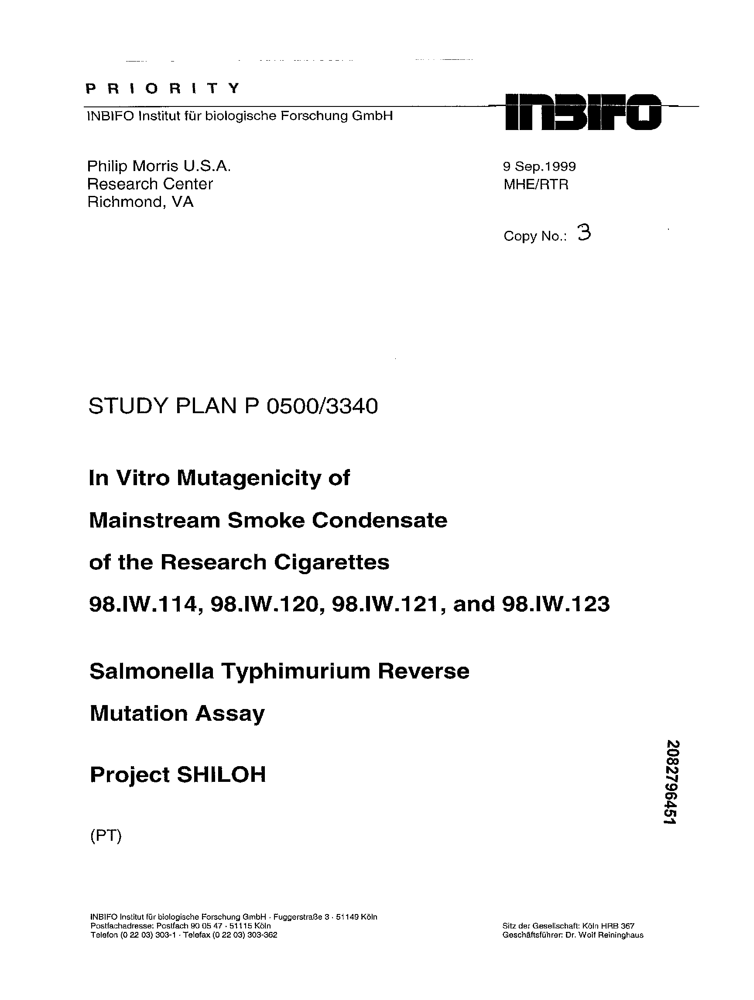 PRIORITY
INBIFO Institut für biologische Forschung GmbH
INBIFO
Philip Morris U.S.A.
Research Center
Richmond, VA
9 Sep.1999
MHE/RTR
Copy No.: 3
STUDY PLAN P 0500/3340
In Vitro Mutagenicity of
Mainstream Smoke Condensate
of the Research Cigarettes
98.IW.114, 98.IW.120, 98.IW.121, and 98.IW.123
Salmonella Typhimurium Reverse
Mutation Assay
Project SHILOH
(PT)
2082796451
INBIFO Institut für biologische Forschung GmbH - Fuggerstraße 3 - 51149 Köln
Postfachadresse: Postfach 90 05 47 - 51115 Köln
Telefon (0 22 03) 303-1 - Telefax (0 22 03) 303-362
Sitz der Gesellschaft: Köln HRB 367
Geschäftsführer: Dr. Wolf Reininghaus